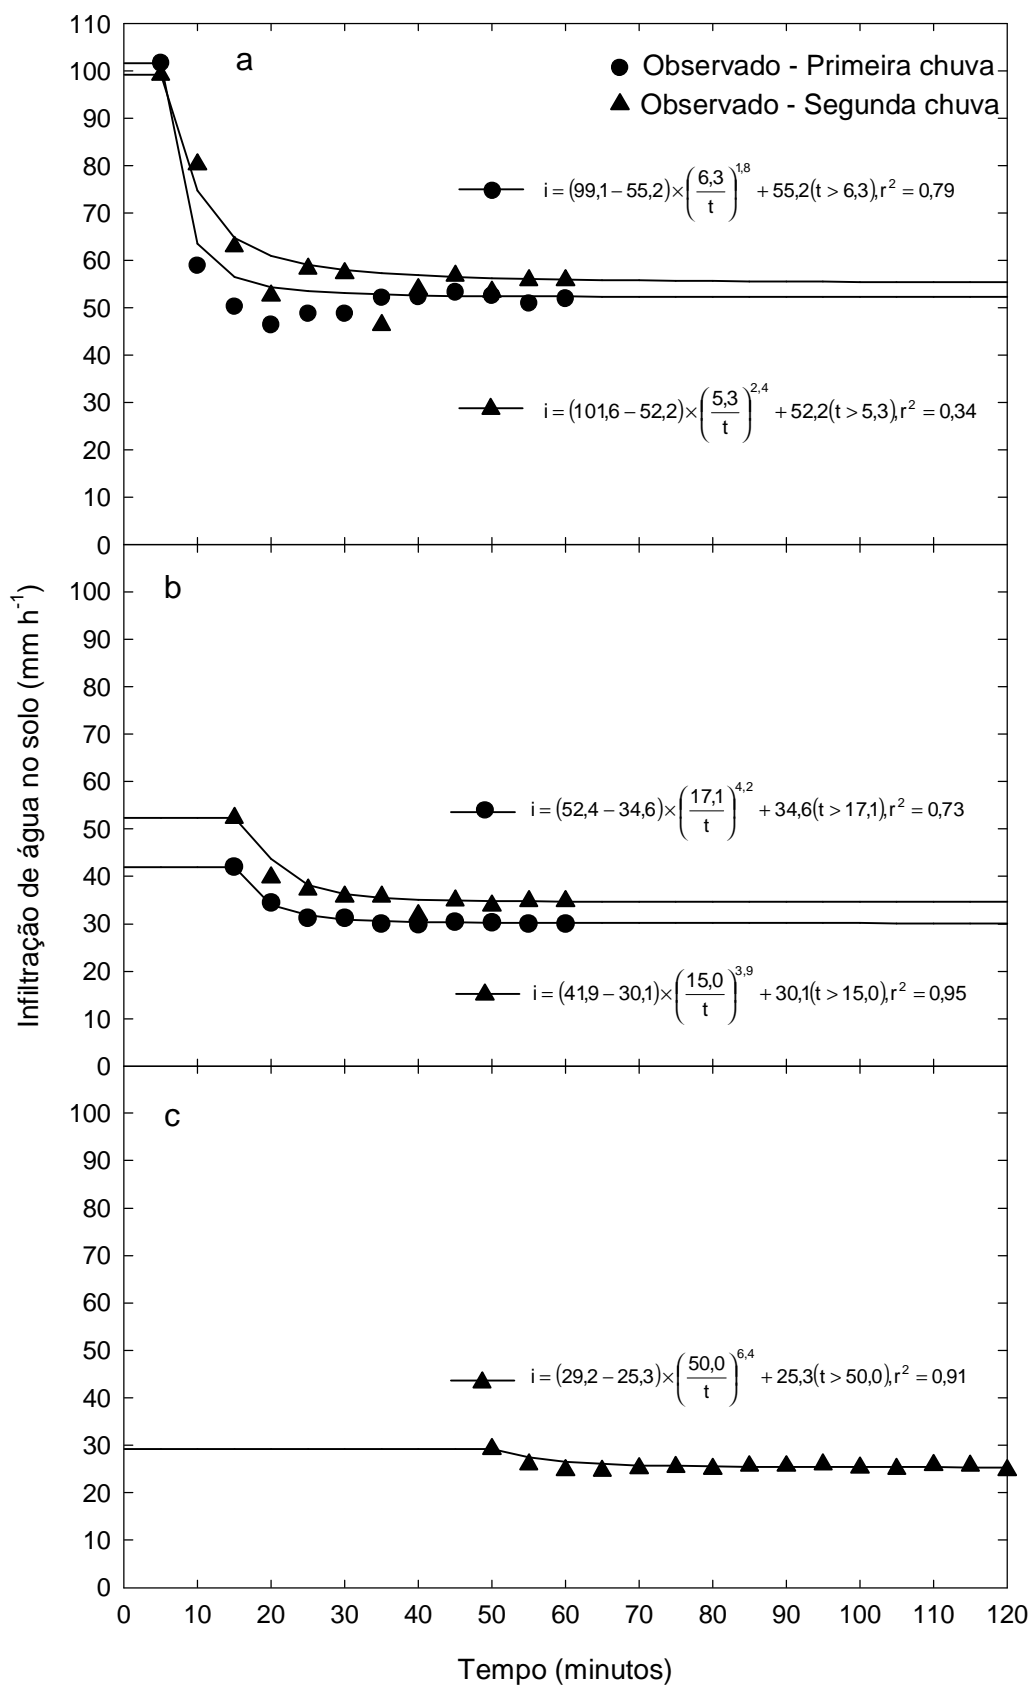 110
100
90
80
70
60
50
40
30
20
10
0
a
Observado - Primeira chuva
Observado - Segunda chuva
i = (99,1 − 55,2) × (6,3/t)^1,8 + 55,2(t > 6,3), r² = 0,79
i = (101,6 − 52,2) × (5,3/t)^2,4 + 52,2(t > 5,3), r² = 0,34
100
90
80
70
60
50
40
30
20
10
0
b
i = (52,4 − 34,6) × (17,1/t)^4,2 + 34,6(t > 17,1), r² = 0,73
i = (41,9 − 30,1) × (15,0/t)^3,9 + 30,1(t > 15,0), r² = 0,95
Infiltração de água no solo (mm h⁻¹)
100
90
80
70
60
50
40
30
20
10
0
c
i = (29,2 − 25,3) × (50,0/t)^6,4 + 25,3(t > 50,0), r² = 0,91
0 10 20 30 40 50 60 70 80 90 100 110 120
Tempo (minutos)